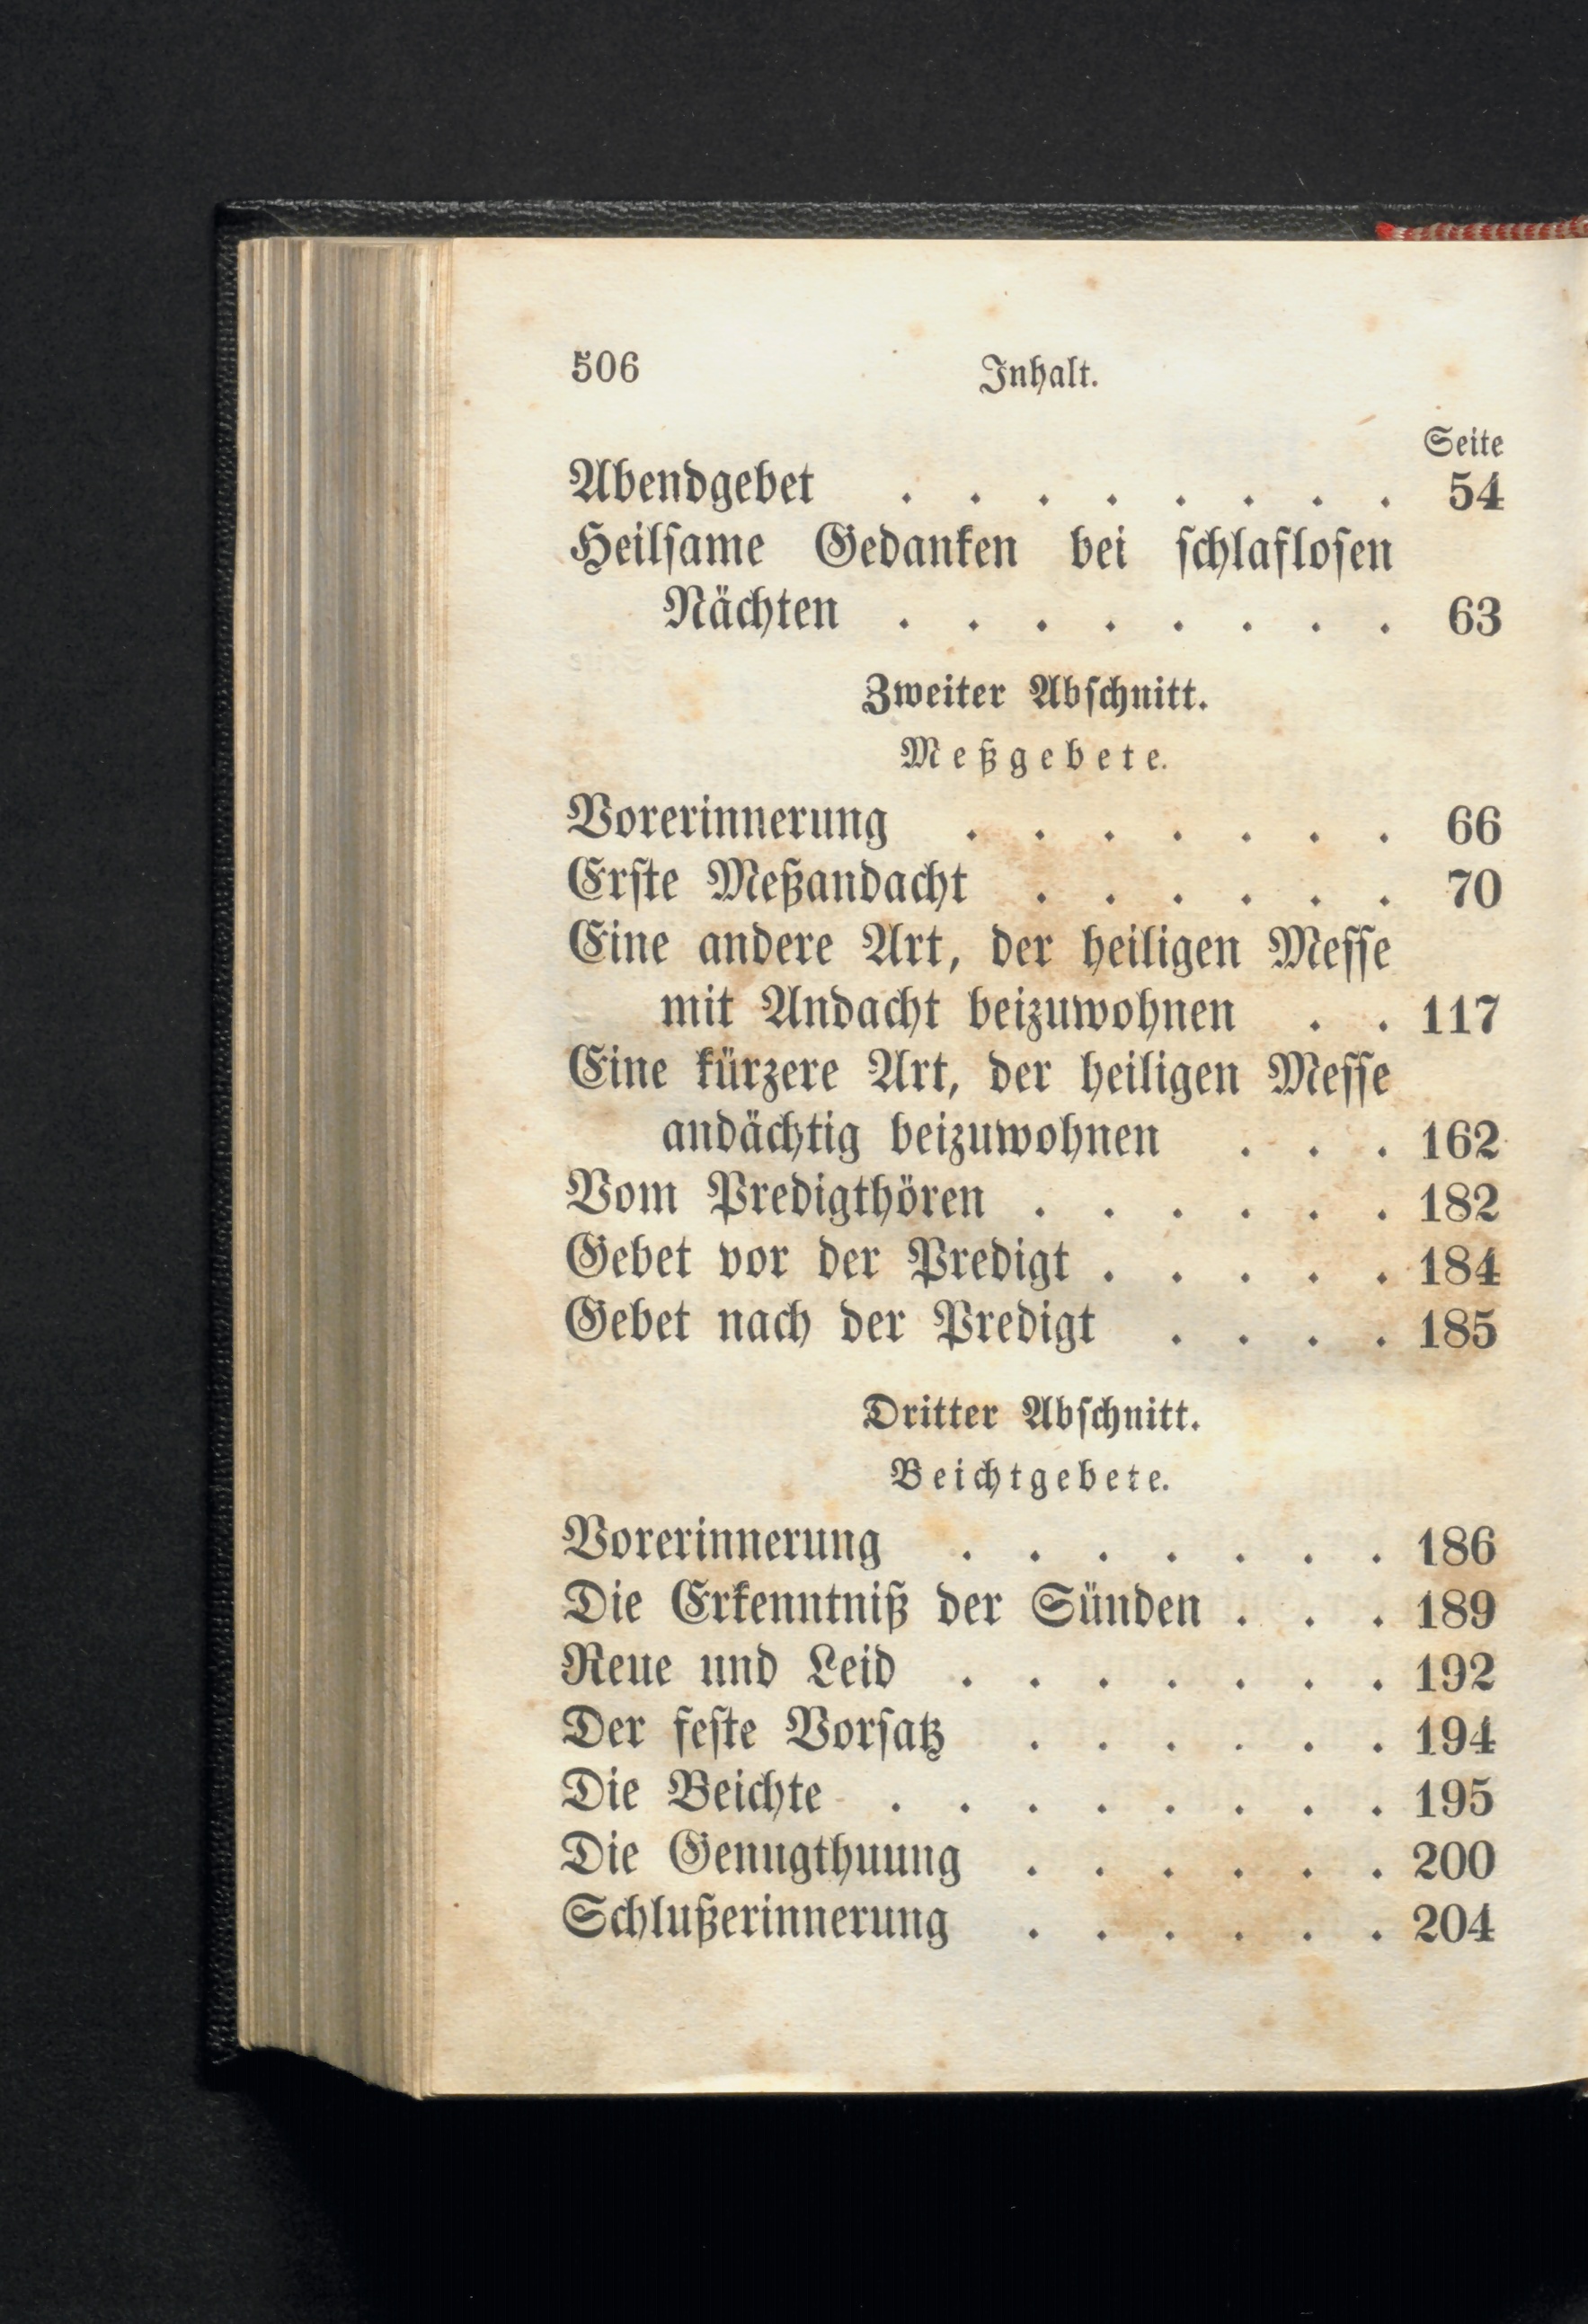 506 Inhalt.
Seite
Abendgebet . . . . . . . . 54
Heilſame Gedanken bei ſchlafloſen
Nächten . . . . . . . . 63
Zweiter Abſchnitt.
Meßgebete.
Vorerinnerung . . . . . . . 66
Erſte Meßandacht . . . . . . 70
Eine andere Art, der heiligen Meſſe
mit Andacht beizuwohnen . . 117
Eine kürzere Art, der heiligen Meſſe
andächtig beizuwohnen . . . 162
Vom Predigthören . . . . . . 182
Gebet vor der Predigt . . . . . 184
Gebet nach der Predigt . . . . 185
Dritter Abſchnitt.
Beichtgebete.
Vorerinnerung . . . . . . . 186
Die Erkenntniß der Sünden . . . 189
Reue und Leid . . . . . . . 192
Der feſte Vorſatz . . . . . . 194
Die Beichte . . . . . . . . 195
Die Genugthuung . . . . . . 200
Schlußerinnerung . . . . . . 204